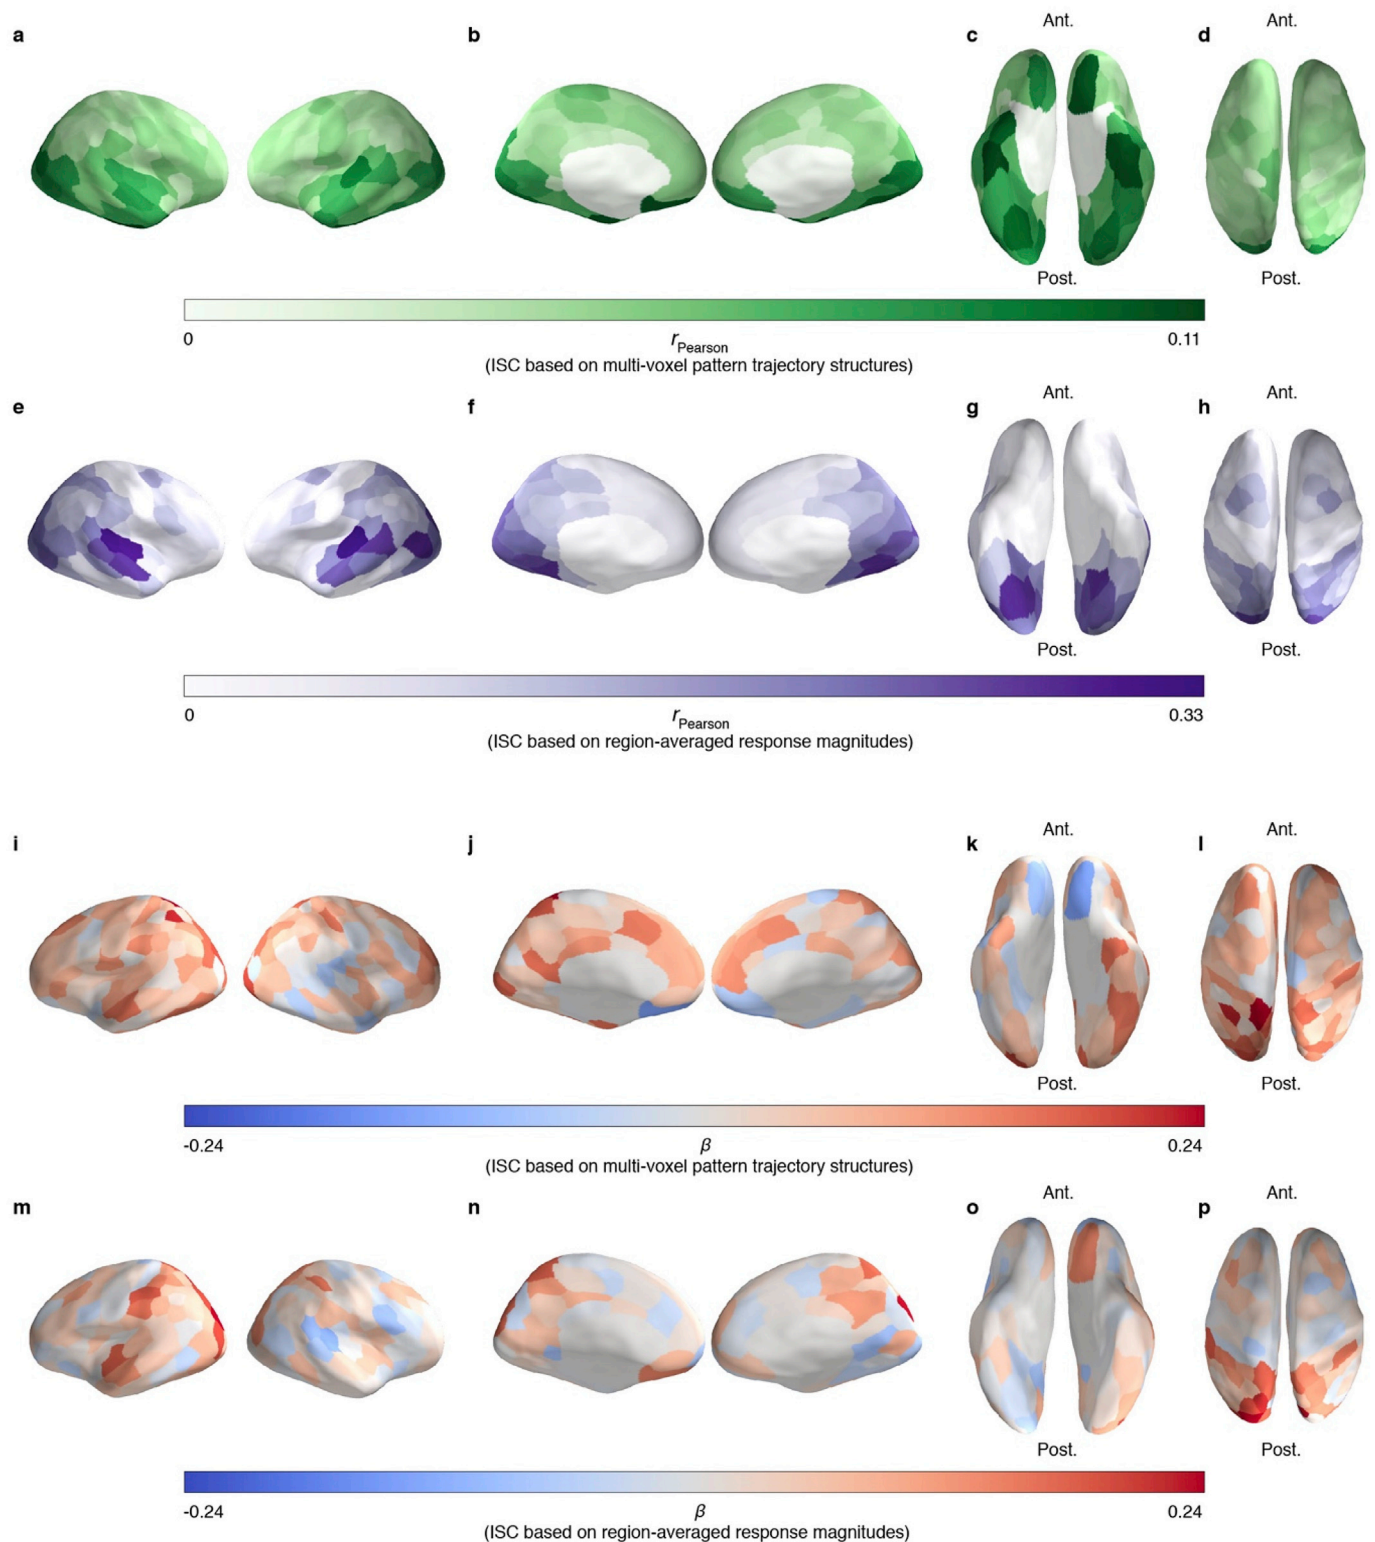 Ant.
a b c d
Post. Post.
0 rPearson 0.11
(ISC based on multi-voxel pattern trajectory structures)
Ant. Ant.
e f g h
Post. Post.
0 rPearson 0.33
(ISC based on region-averaged response magnitudes)
Ant. Ant.
i j k l
Post. Post.
-0.24 β 0.24
(ISC based on multi-voxel pattern trajectory structures)
Ant. Ant.
m n o p
Post. Post.
-0.24 β 0.24
(ISC based on region-averaged response magnitudes)